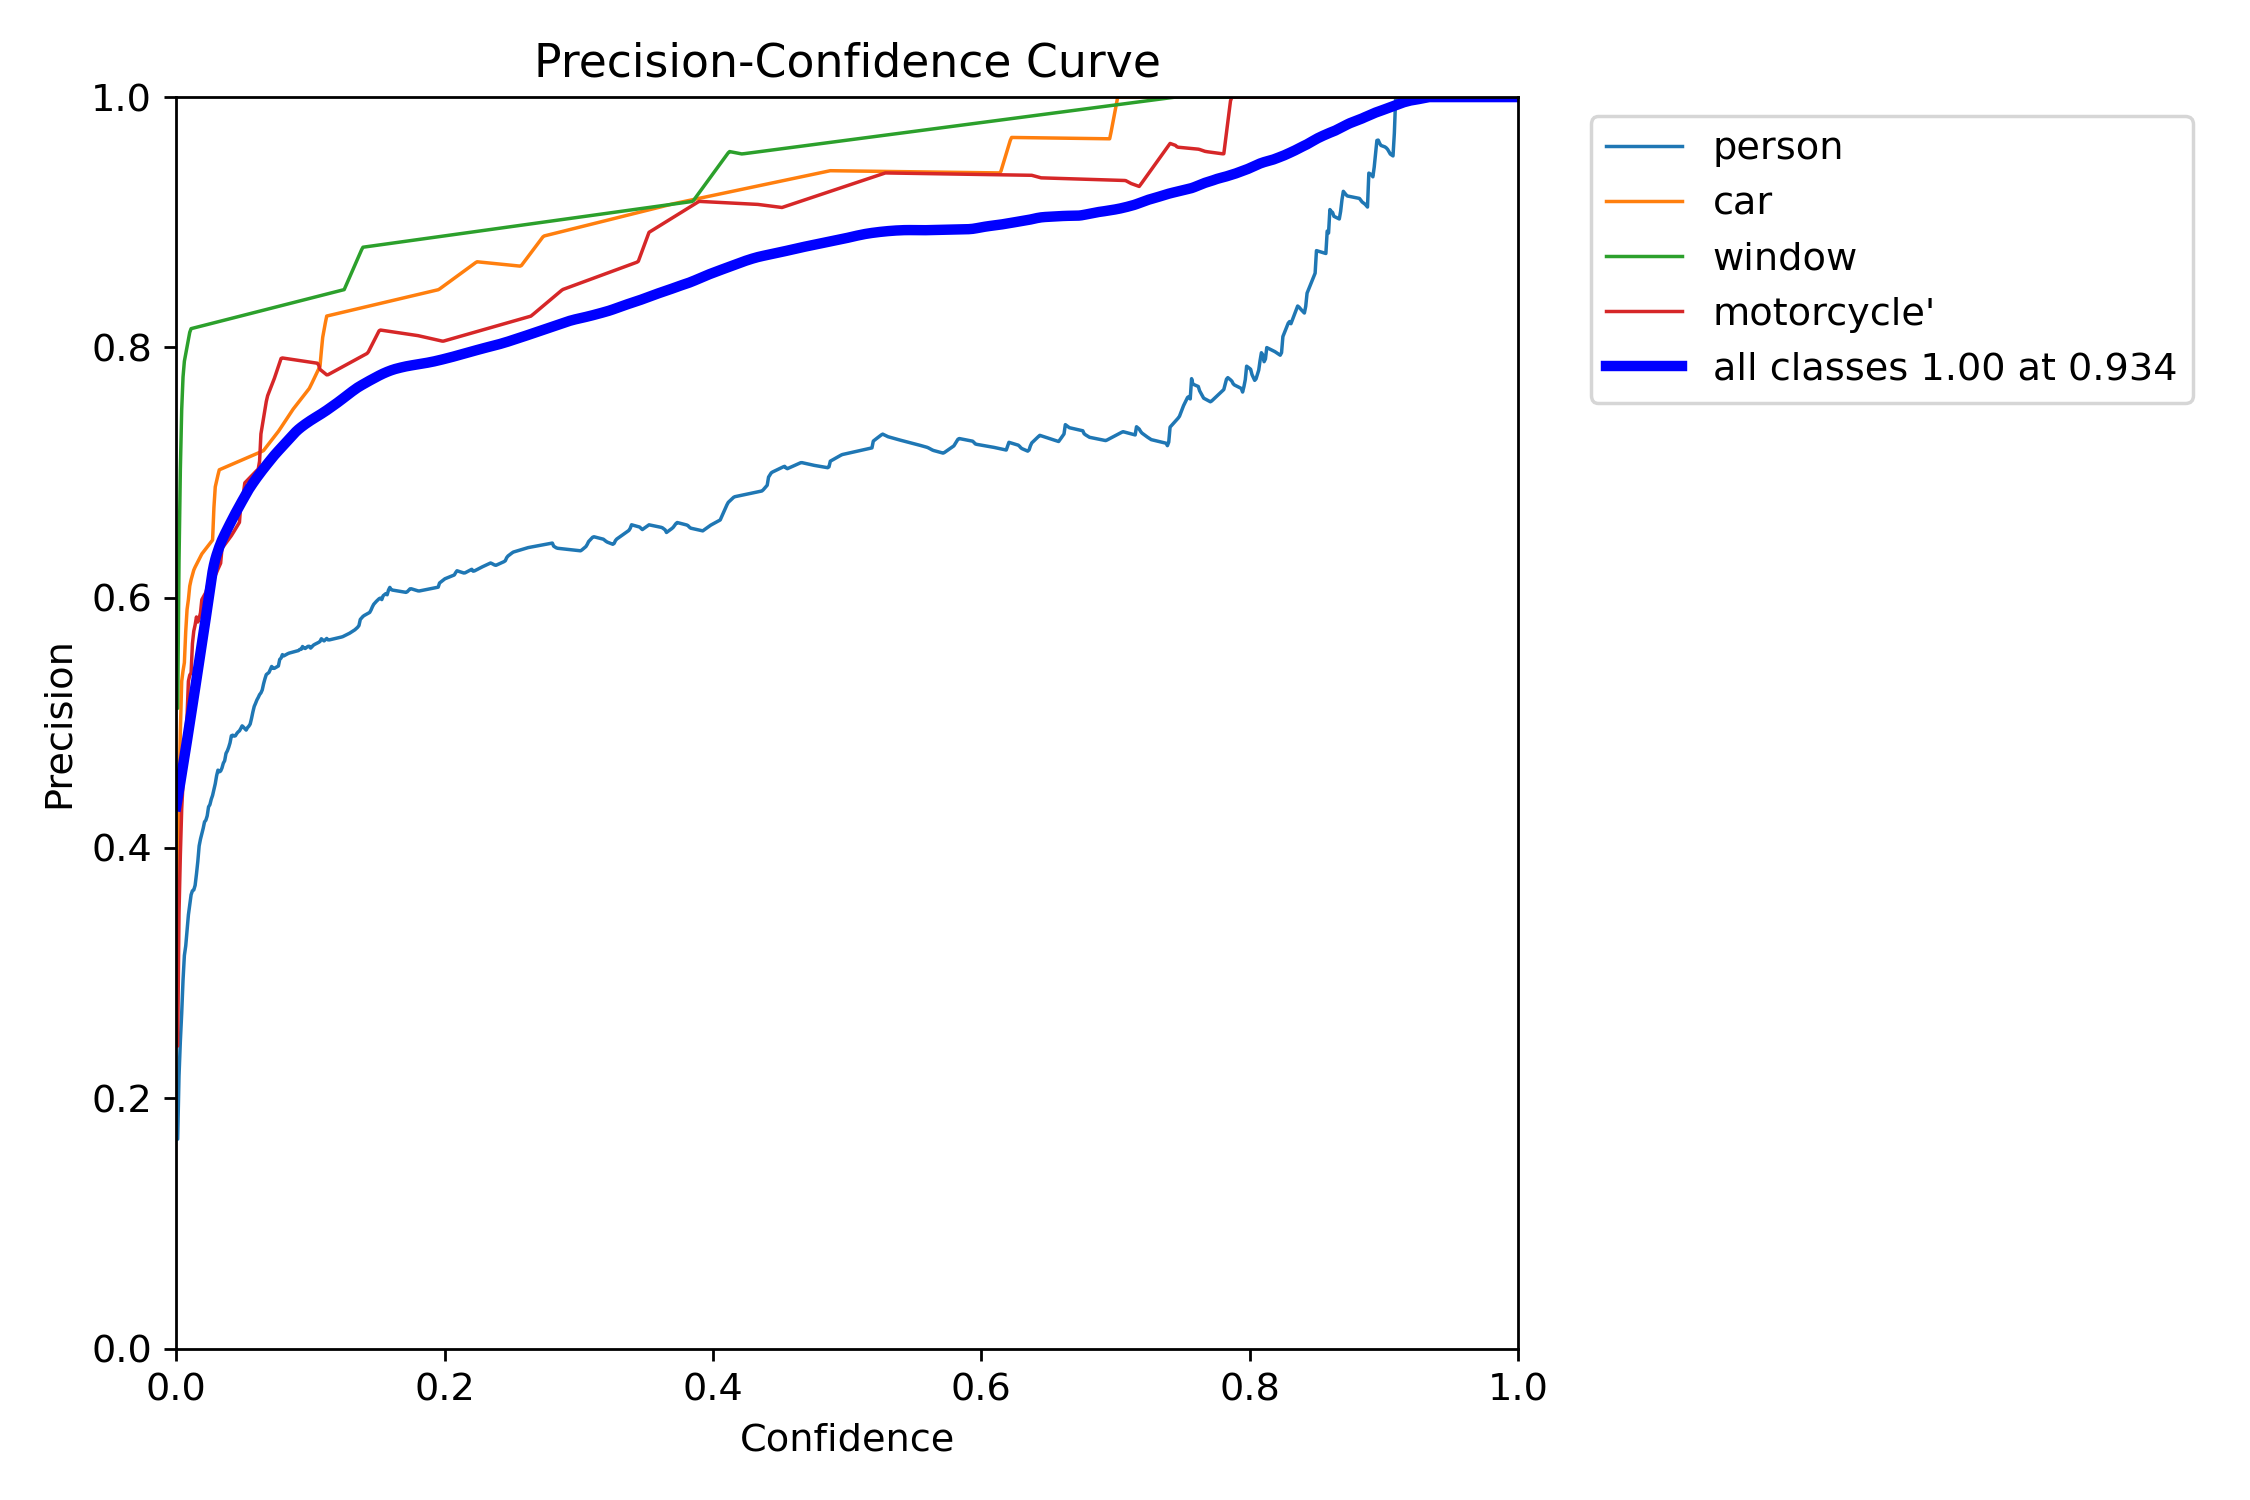 Precision-Confidence Curve
1.0
0.8
0.6
0.4
0.2
0.0
Precision
0.0 0.2 0.4 0.6 0.8 1.0
Confidence
person
car
window
motorcycle'
all classes 1.00 at 0.934